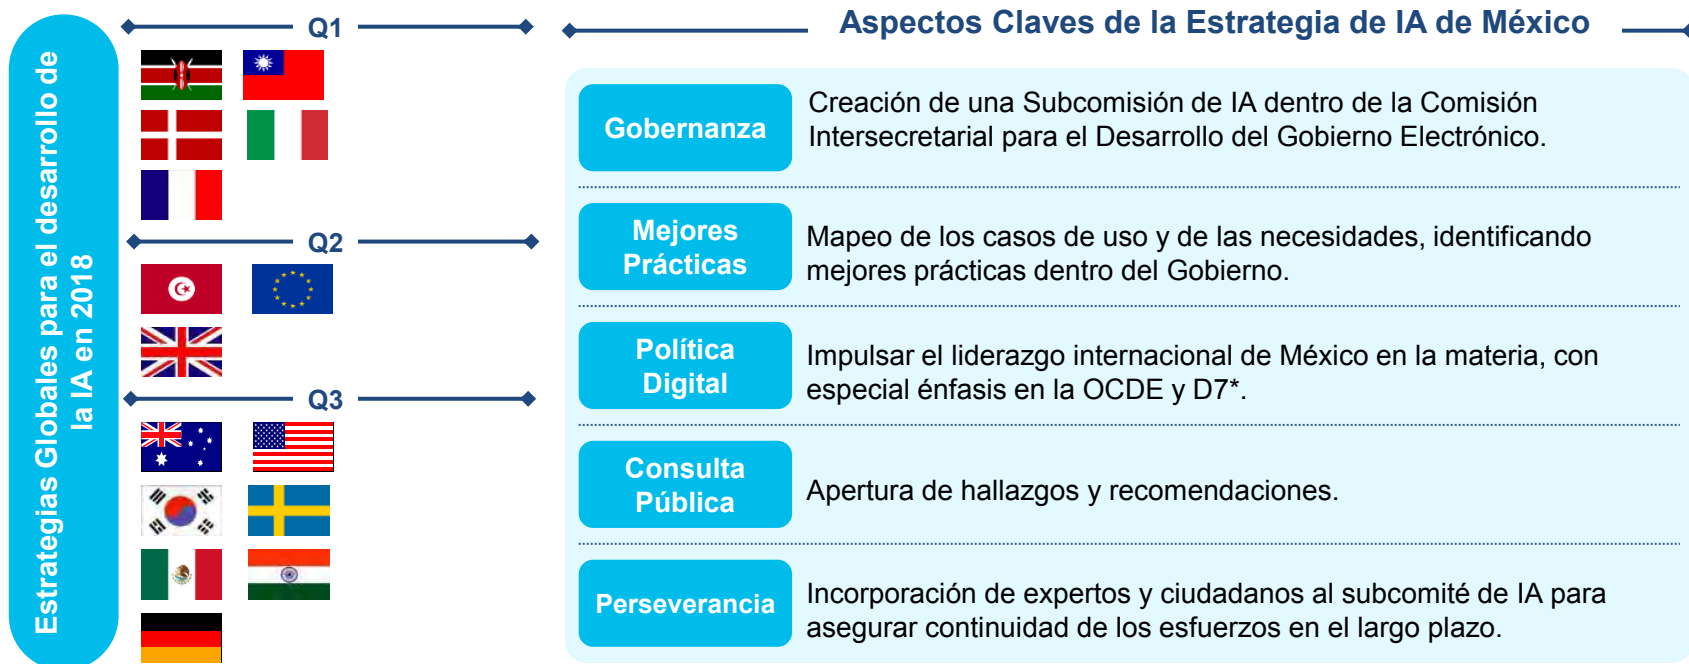 Estrategias Globales para el desarrollo de
la IA en 2018
Q1
Q2
Q3
Aspectos Claves de la Estrategia de IA de México
Gobernanza
Creación de una Subcomisión de IA dentro de la Comisión
Intersecretarial para el Desarrollo del Gobierno Electrónico.
Mejores
Prácticas
Mapeo de los casos de uso y de las necesidades, identificando
mejores prácticas dentro del Gobierno.
Política
Digital
Impulsar el liderazgo internacional de México en la materia, con
especial énfasis en la OCDE y D7*.
Consulta
Pública
Apertura de hallazgos y recomendaciones.
Perseverancia
Incorporación de expertos y ciudadanos al subcomité de IA para
asegurar continuidad de los esfuerzos en el largo plazo.